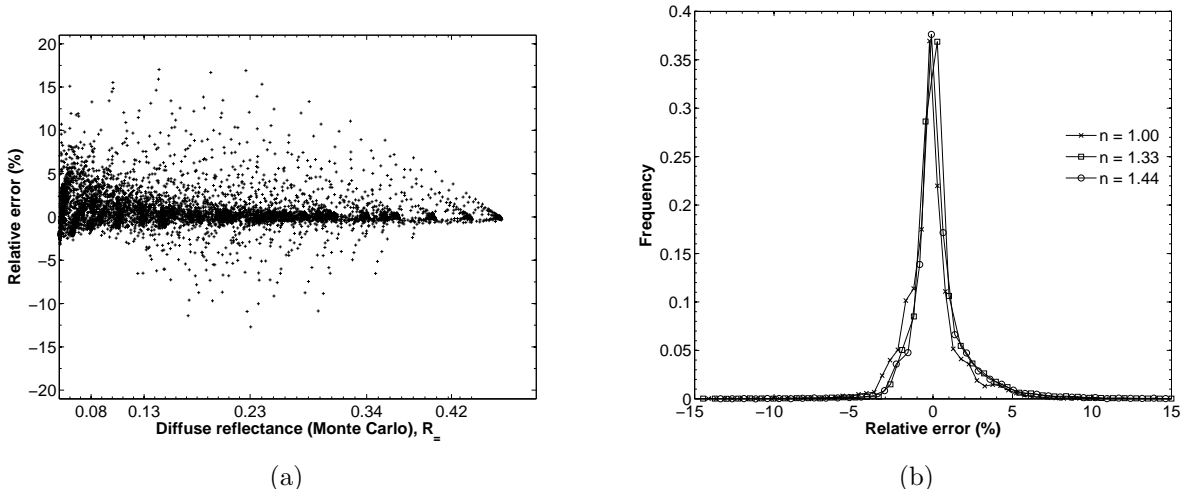 20
15
10
5
0
−5
−10
−15
−20
Relative error (%)
0.08 0.13 0.23 0.34 0.42
Diffuse reflectance (Monte Carlo), R=
(a)
0.4
0.35
0.3
0.25
0.2
0.15
0.1
0.05
0
Frequency
n = 1.00
n = 1.33
n = 1.44
−15 −10 −5 0 5 10 15
Relative error (%)
(b)